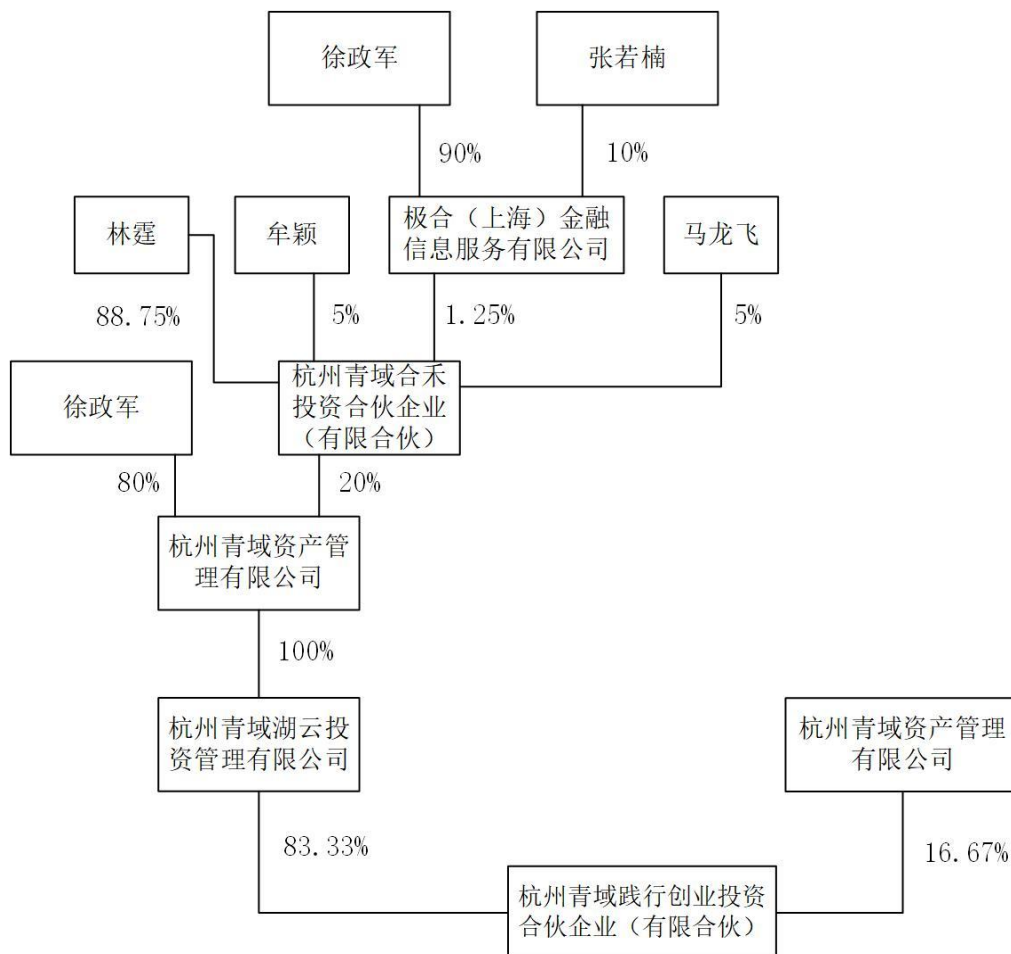 徐政军
张若楠
90%
10%
林霆
牟颖
极合（上海）金融
信息服务有限公司
马龙飞
88.75%
5%
1.25%
5%
徐政军
杭州青域合禾
投资合伙企业
（有限合伙）
80%
20%
杭州青域资产管
理有限公司
100%
杭州青域湖云投
资管理有限公司
杭州青域资产管理
有限公司
83.33%
16.67%
杭州青域践行创业投资
合伙企业（有限合伙）